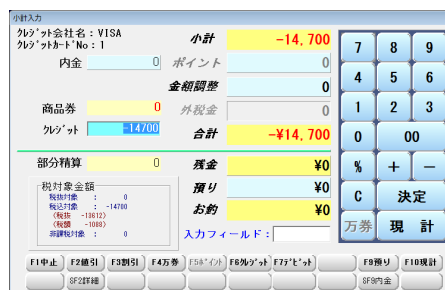 小計入力
クレジット会社名：VISA
クレジットカードNo：1
小計 -14,700
内金 0 ポイント 0
金額調整 0
商品券 0 外税金 0
クレジット -14700 合計 -¥14,700
部分精算 0 残金 ¥0
預り ¥0
お釣 ¥0
入力フィールド：
税対象金額
税抜対象 ： 0
税込対象 ： -14700
(税抜 -13612)
(税額 -1088)
非課税対象 ： 0
7 8 9
4 5 6
1 2 3
0 00
% + −
C 決定
万券 現計
F1中止 F2値引 F3割引 F4万券 F5ポイント F6クレジット F7デビット F9預り F10現計
SF2詳細 SF9内金